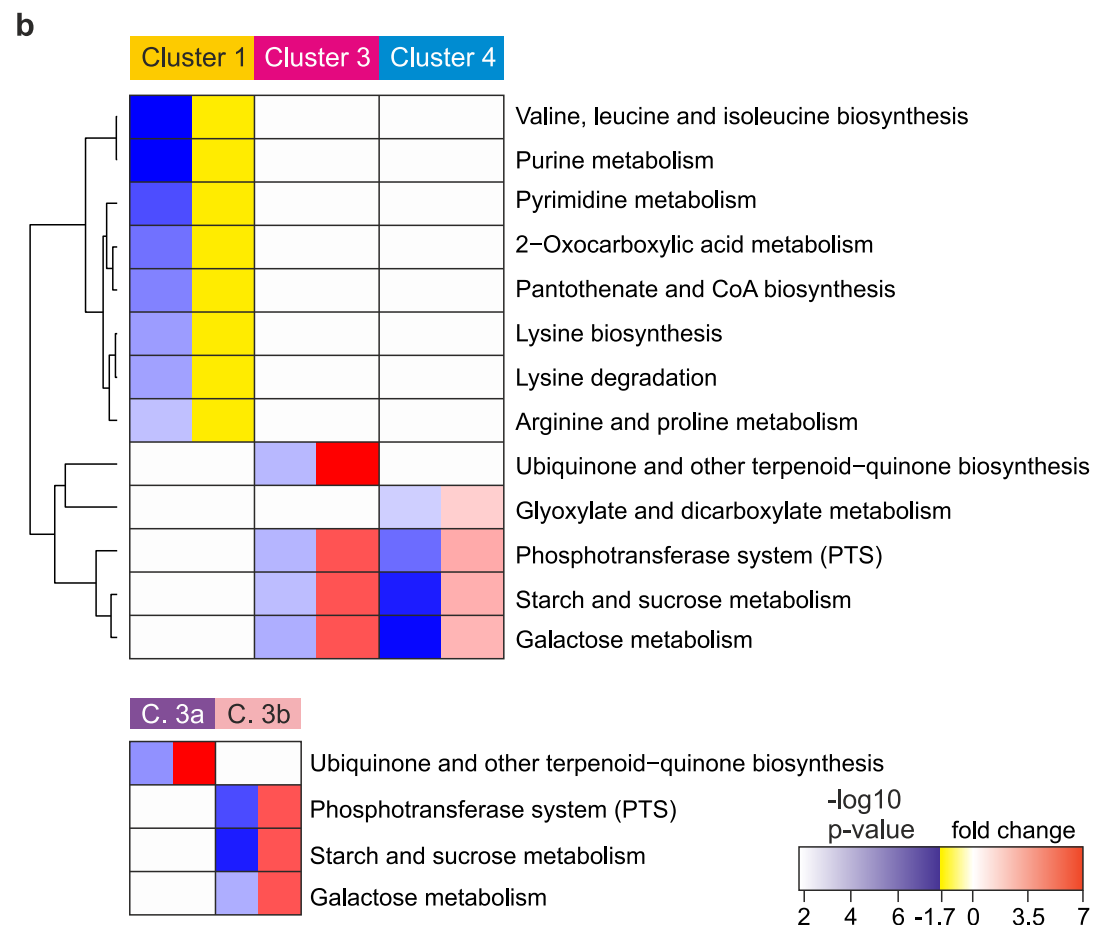 b
Cluster 1 Cluster 3 Cluster 4
Valine, leucine and isoleucine biosynthesis
Purine metabolism
Pyrimidine metabolism
2−Oxocarboxylic acid metabolism
Pantothenate and CoA biosynthesis
Lysine biosynthesis
Lysine degradation
Arginine and proline metabolism
Ubiquinone and other terpenoid−quinone biosynthesis
Glyoxylate and dicarboxylate metabolism
Phosphotransferase system (PTS)
Starch and sucrose metabolism
Galactose metabolism
C. 3a C. 3b
Ubiquinone and other terpenoid−quinone biosynthesis
Phosphotransferase system (PTS)
Starch and sucrose metabolism
Galactose metabolism
-log10
p-value fold change
2 4 6 -1.7 0 3.5 7